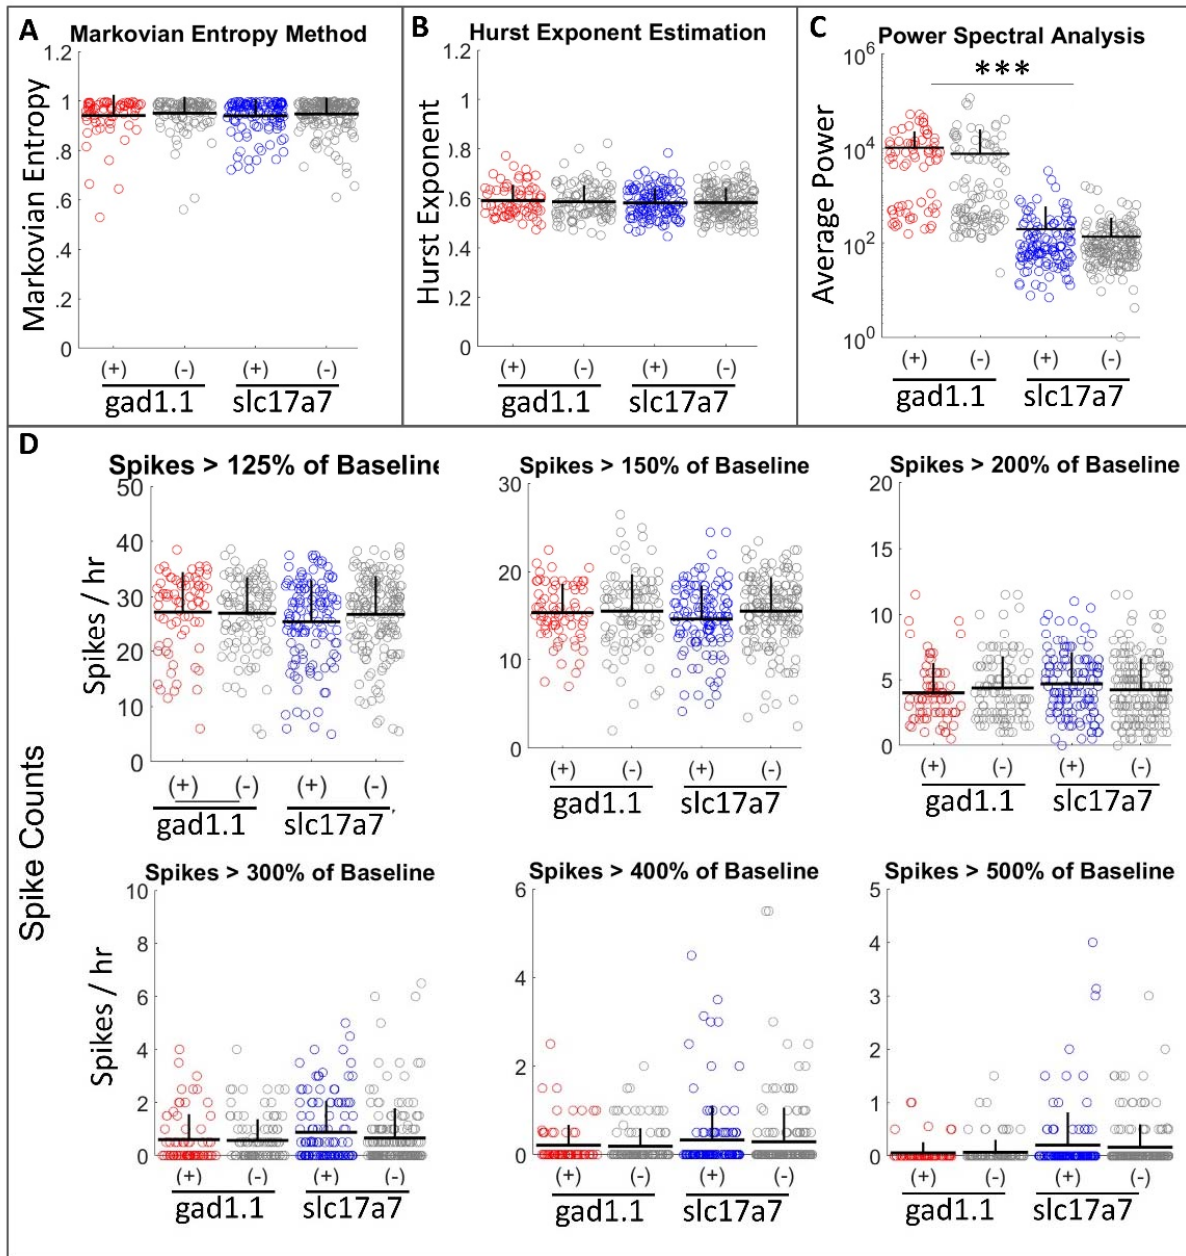 A
Markovian Entropy Method
Markovian Entropy
1.2
1
.8
.6
.4
.2
0
(+) (-) (+) (-)
gad1.1 slc17a7
B
Hurst Exponent Estimation
Hurst Exponent
1.2
1
0.8
0.6
0.4
).2
0
(+) (-) (+) (-)
gad1.1 slc17a7
C
Power Spectral Analysis
***
Average Power
10^6
10^4
10^2
10^0
(+) (-) (+) (-)
gad1.1 slc17a7
D
Spike Counts
Spikes > 125% of Baseline
Spikes / hr
50
40
30
20
10
0
(+) (-) (+) (-)
gad1.1 slc17a7
Spikes > 150% of Baseline
30
20
10
0
(+) (-) (+) (-)
gad1.1 slc17a7
Spikes > 200% of Baseline
20
15
10
5
0
(+) (-) (+) (-)
gad1.1 slc17a7
Spikes > 300% of Baseline
Spikes / hr
10
8
6
4
2
0
(+) (-) (+) (-)
gad1.1 slc17a7
Spikes > 400% of Baseline
6
4
2
0
(+) (-) (+) (-)
gad1.1 slc17a7
Spikes > 500% of Baseline
5
4
3
2
1
0
(+) (-) (+) (-)
gad1.1 slc17a7